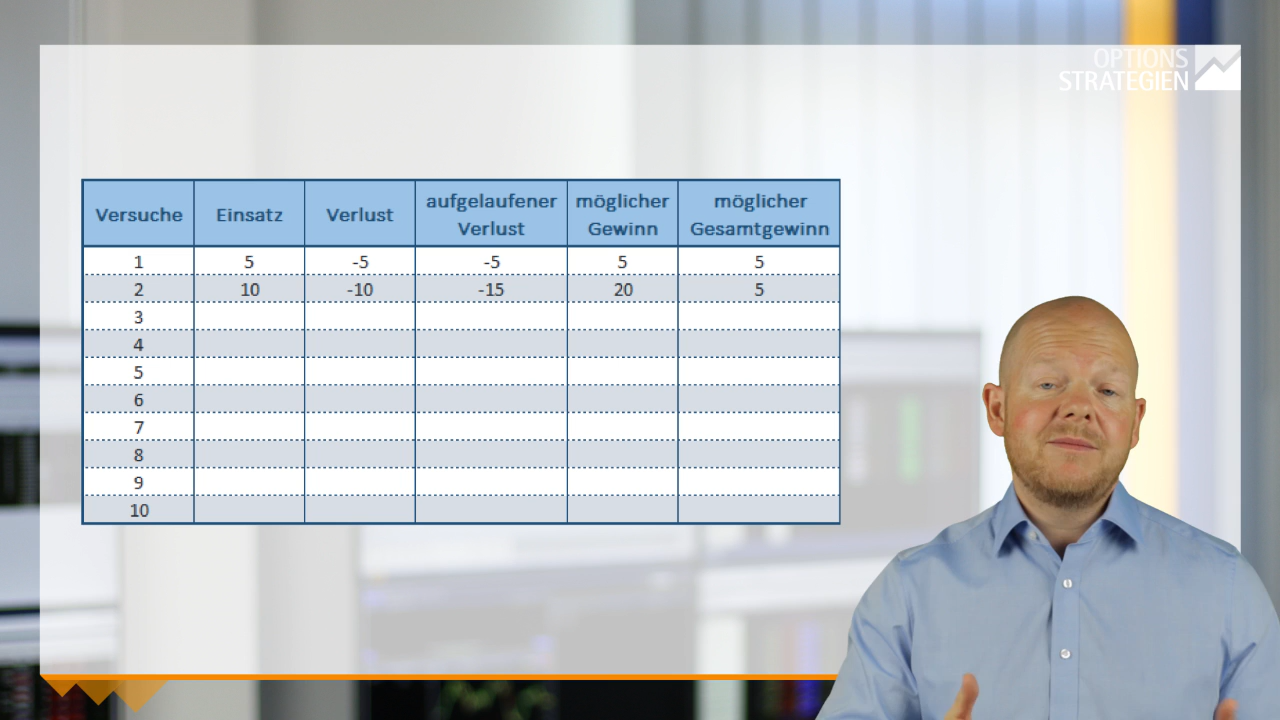 OPTIONS
STRATEGIEN
Versuche Einsatz Verlust aufgelaufener Verlust möglicher Gewinn möglicher Gesamtgewinn
1 5 -5 -5 5 5
2 10 -10 -15 20 5
3
4
5
6
7
8
9
10